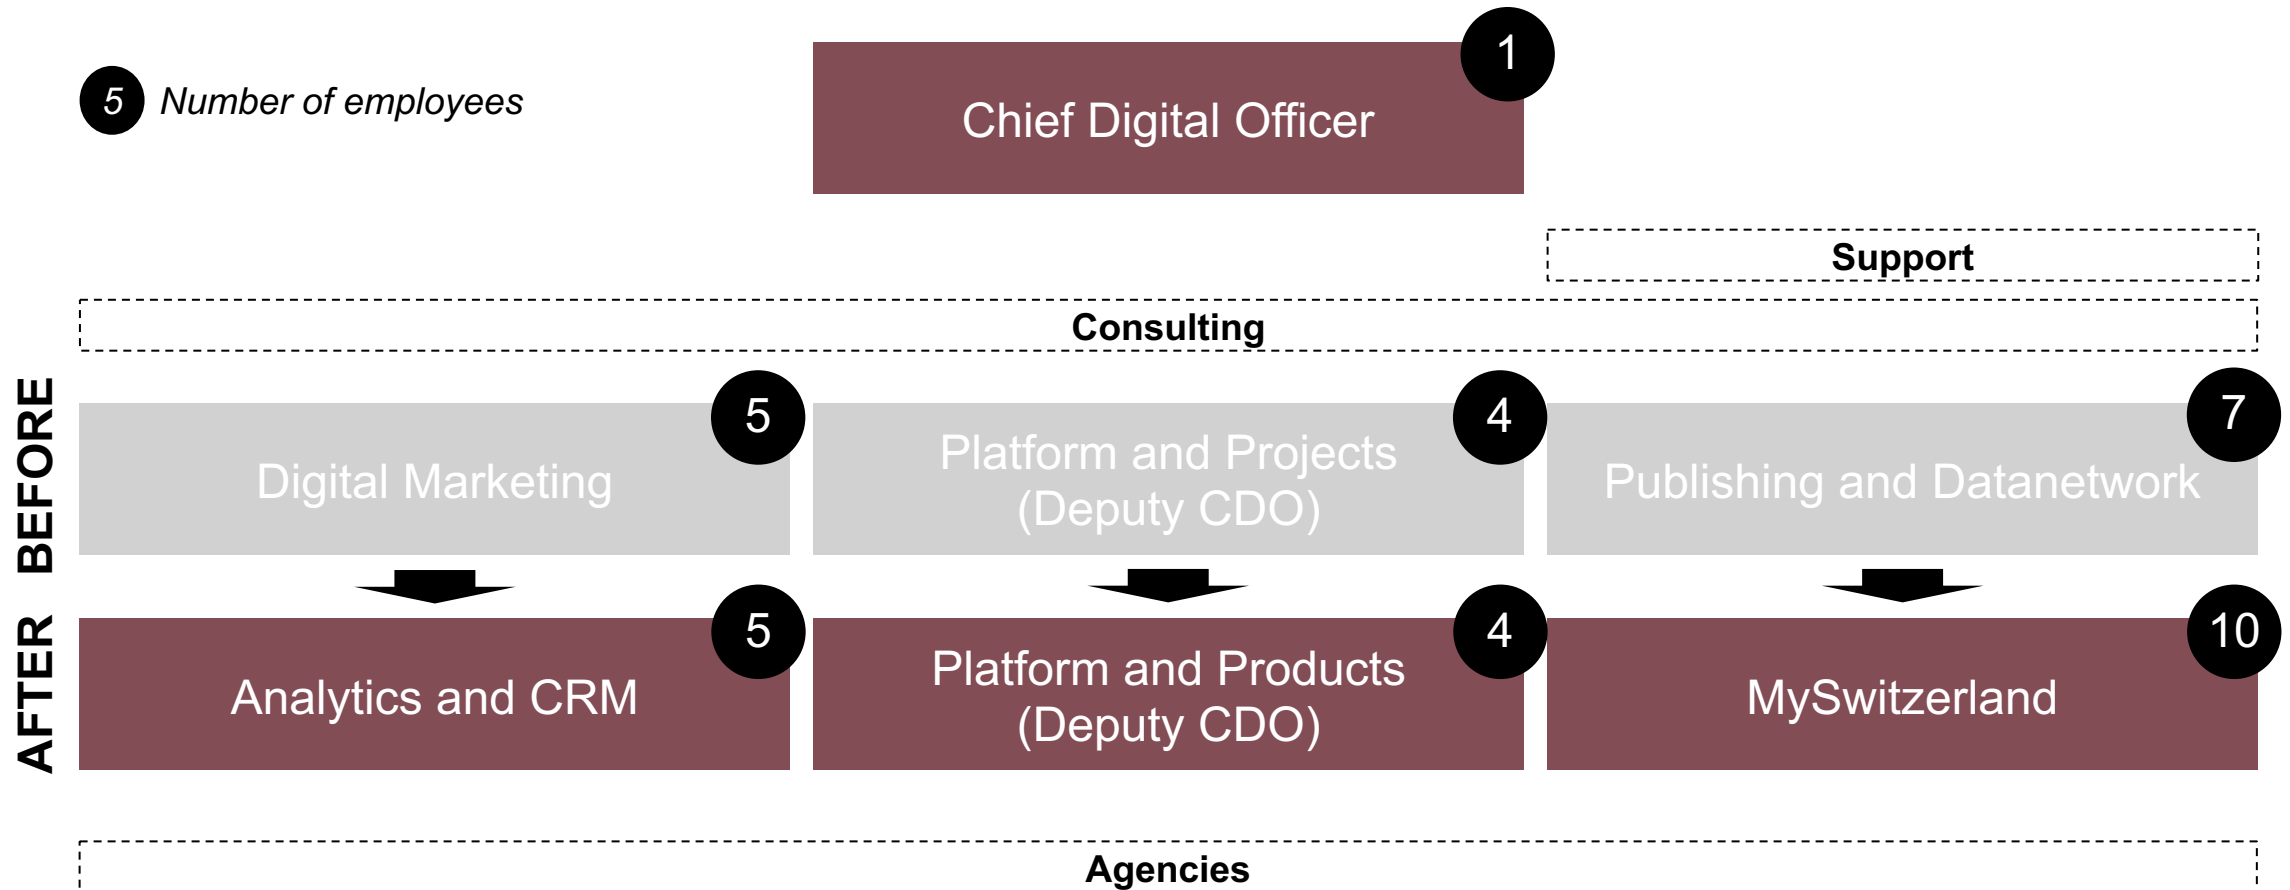 1
5 Number of employees
Chief Digital Officer
Support
Consulting
BEFORE
5
4
7
Digital Marketing
Platform and Projects
(Deputy CDO)
Publishing and Datanetwork
AFTER
5
4
10
Analytics and CRM
Platform and Products
(Deputy CDO)
MySwitzerland
Agencies